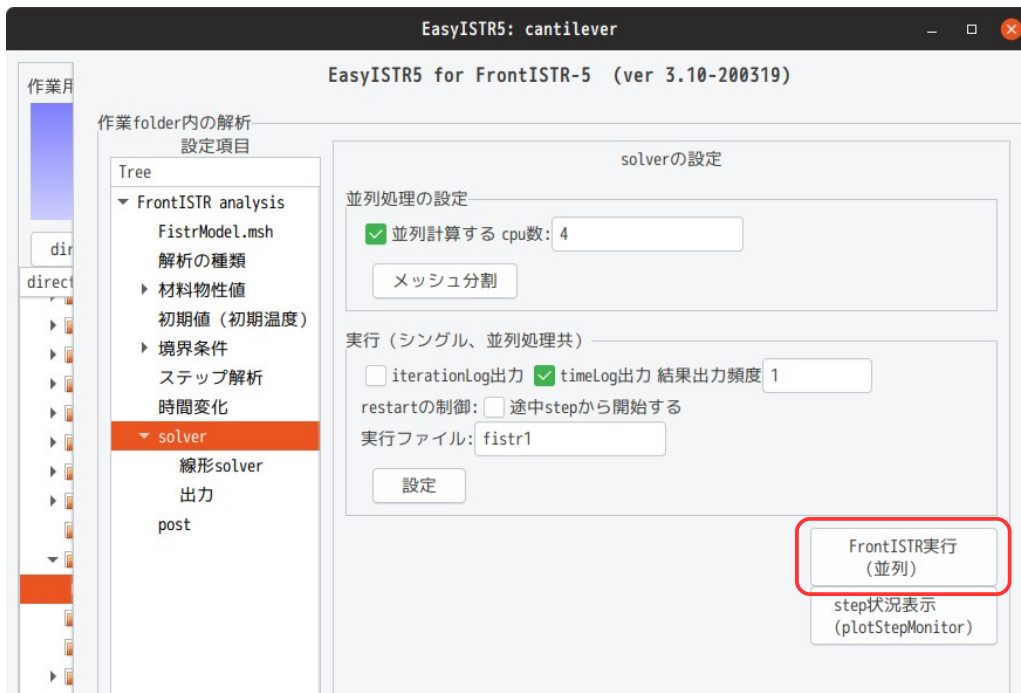 EasyISTR5: cantilever
EasyISTR5 for FrontISTR-5 (ver 3.10-200319)
作業用
dir
direct
作業folder内の解析
設定項目
Tree
FrontISTR analysis
FistrModel.msh
解析の種類
材料物性値
初期値（初期温度）
境界条件
ステップ解析
時間変化
solver
線形solver
出力
post
solverの設定
並列処理の設定
並列計算する cpu数: 4
メッシュ分割
実行（シングル、並列処理共）
iterationLog出力 timeLog出力 結果出力頻度 1
restartの制御: 途中stepから開始する
実行ファイル: fistr1
設定
FrontISTR実行
(並列)
step状況表示
(plotStepMonitor)